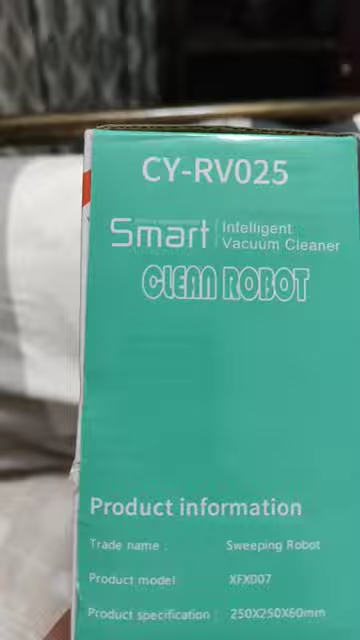 CY-RV025
Smart
Intelligent
Vacuum Cleaner
CLEAN ROBOT
Product information
Trade name : Sweeping Robot
Product model XFX007
Product specification : 250X250X60mm